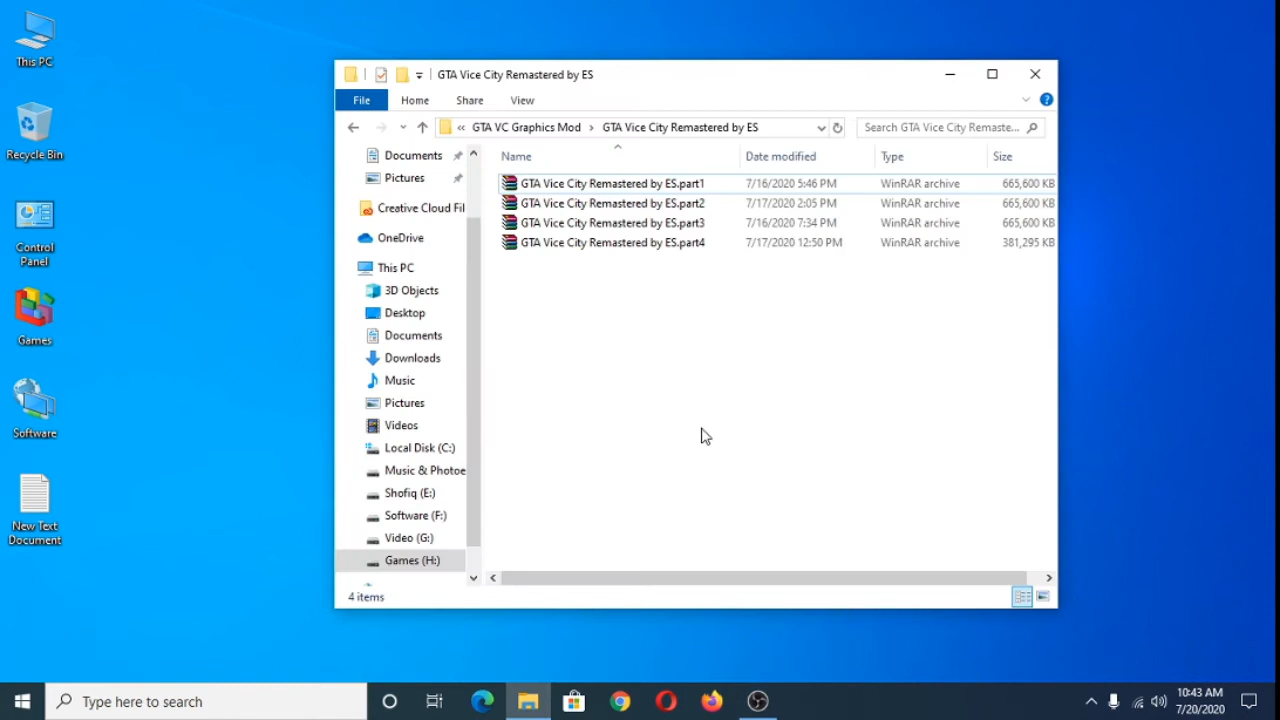 This PC
Recycle Bin
Control
Panel
Games
Software
New Text
Document
GTA Vice City Remastered by ES
File Home Share View
« GTA VC Graphics Mod > GTA Vice City Remastered by ES
Search GTA Vice City Remaste...
Documents
Pictures
Creative Cloud Fil
OneDrive
This PC
3D Objects
Desktop
Documents
Downloads
Music
Pictures
Videos
Local Disk (C:)
Music & Photoe
Shofiq (E:)
Software (F:)
Video (G:)
Games (H:)
Name Date modified Type Size
GTA Vice City Remastered by ES.part1 7/16/2020 5:46 PM WinRAR archive 665,600 KB
GTA Vice City Remastered by ES.part2 7/17/2020 2:05 PM WinRAR archive 665,600 KB
GTA Vice City Remastered by ES.part3 7/16/2020 7:34 PM WinRAR archive 665,600 KB
GTA Vice City Remastered by ES.part4 7/17/2020 12:50 PM WinRAR archive 381,295 KB
4 items
Type here to search
10:43 AM
7/20/2020